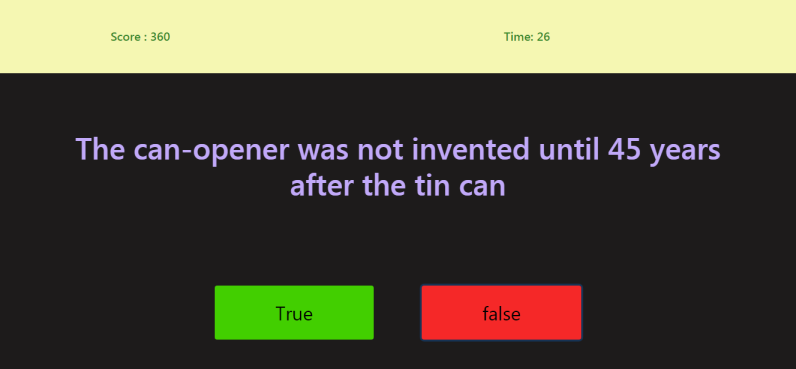 Score : 360
Time: 26
The can-opener was not invented until 45 years
after the tin can
True
false